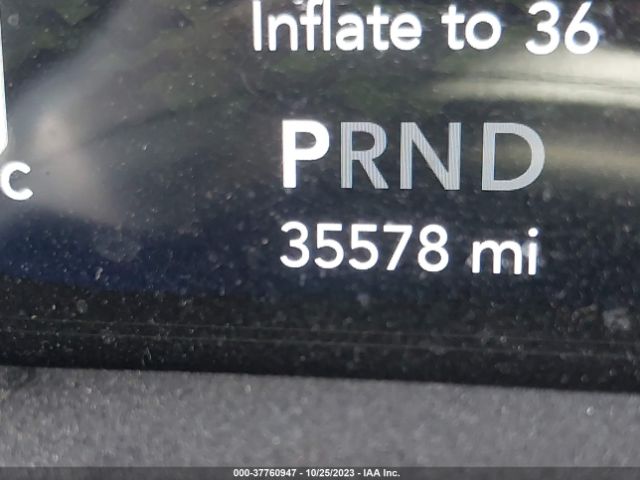 Inflate to 36
PRND
C
35578 mi
000-37760947 - 10/25/2023 - IAA Inc.